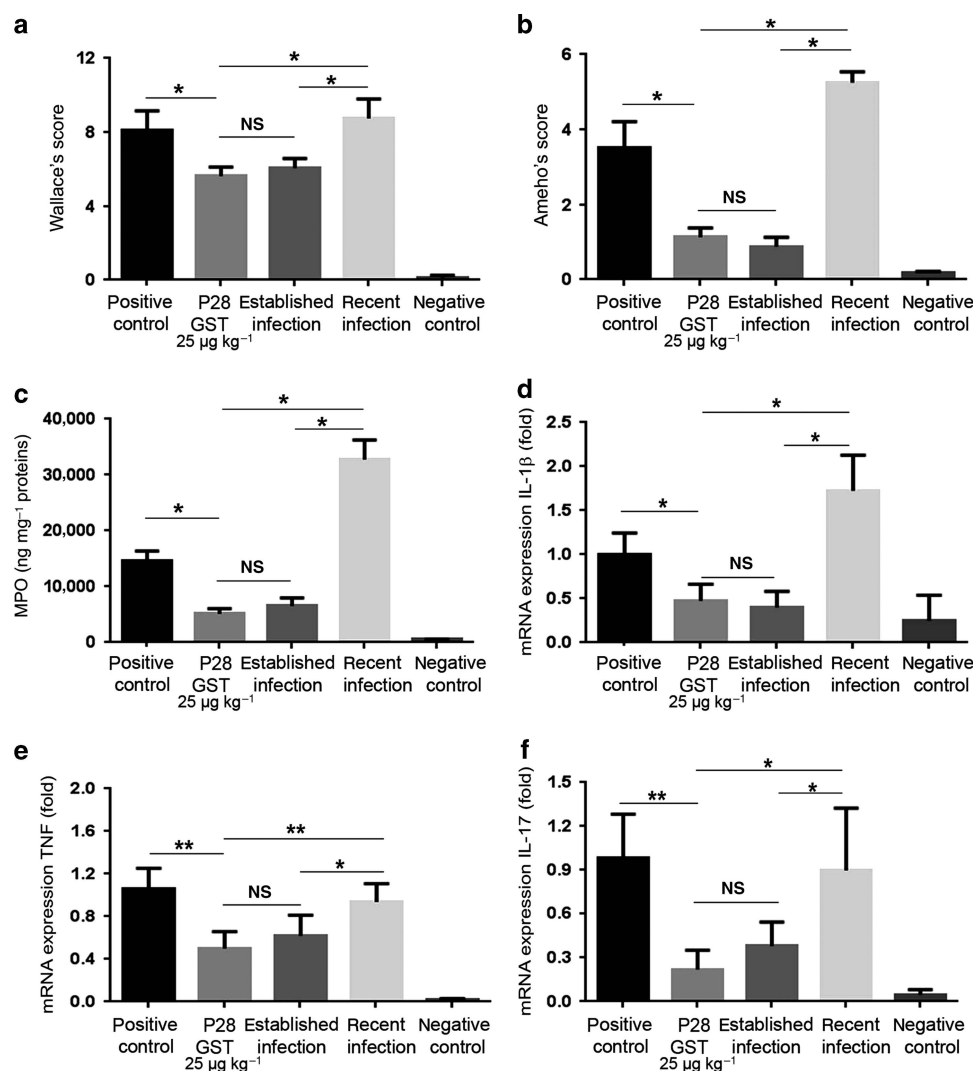 a
Wallace's score
12
8
4
0
*
*
*
NS
Positive control
P28 GST 25 µg kg⁻¹
Established infection
Recent infection
Negative control
b
Ameho's score
6
4
2
0
*
*
*
NS
Positive control
P28 GST 25 µg kg⁻¹
Established infection
Recent infection
Negative control
c
MPO (ng mg⁻¹ proteins)
40,000
30,000
20,000
10,000
0
*
*
*
NS
Positive control
P28 GST 25 µg kg⁻¹
Established infection
Recent infection
Negative control
d
mRNA expression IL-1β (fold)
2.5
2.0
1.5
1.0
0.5
0.0
*
*
*
NS
Positive control
P28 GST 25 µg kg⁻¹
Established infection
Recent infection
Negative control
e
mRNA expression TNF (fold)
2.0
1.6
1.2
0.8
0.4
0.0
**
**
*
NS
Positive control
P28 GST 25 µg kg⁻¹
Established infection
Recent infection
Negative control
f
mRNA expression IL-17 (fold)
1.5
1.2
0.9
0.6
0.3
0.0
*
**
*
NS
Positive control
P28 GST 25 µg kg⁻¹
Established infection
Recent infection
Negative control